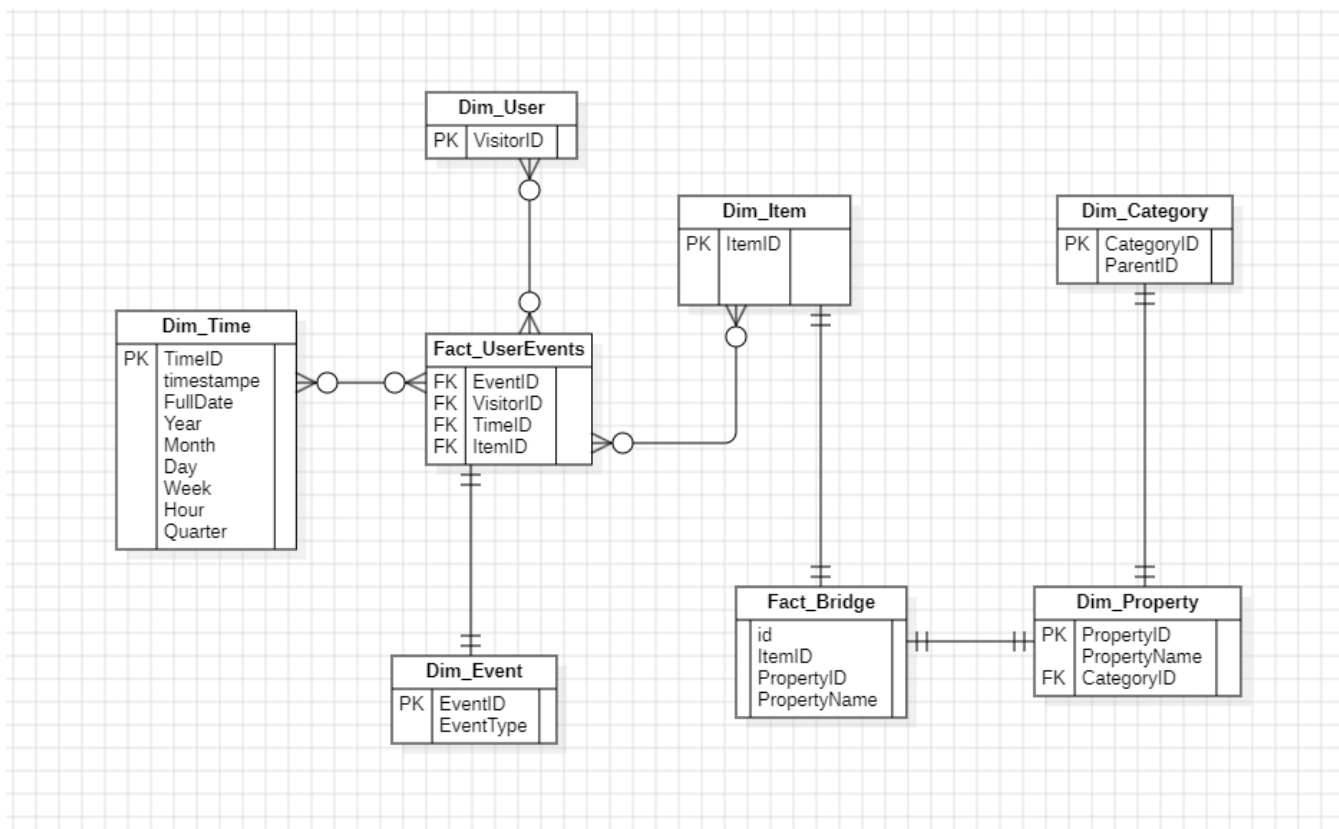 Dim_User
PK VisitorID
Dim_Item
PK ItemID
Dim_Category
PK CategoryID
ParentID
Dim_Time
PK TimeID
timestampe
FullDate
Year
Month
Day
Week
Hour
Quarter
Fact_UserEvents
FK EventID
FK VisitorID
FK TimeID
FK ItemID
Fact_Bridge
id
ItemID
PropertyID
PropertyName
Dim_Property
PK PropertyID
PropertyName
FK CategoryID
Dim_Event
PK EventID
EventType